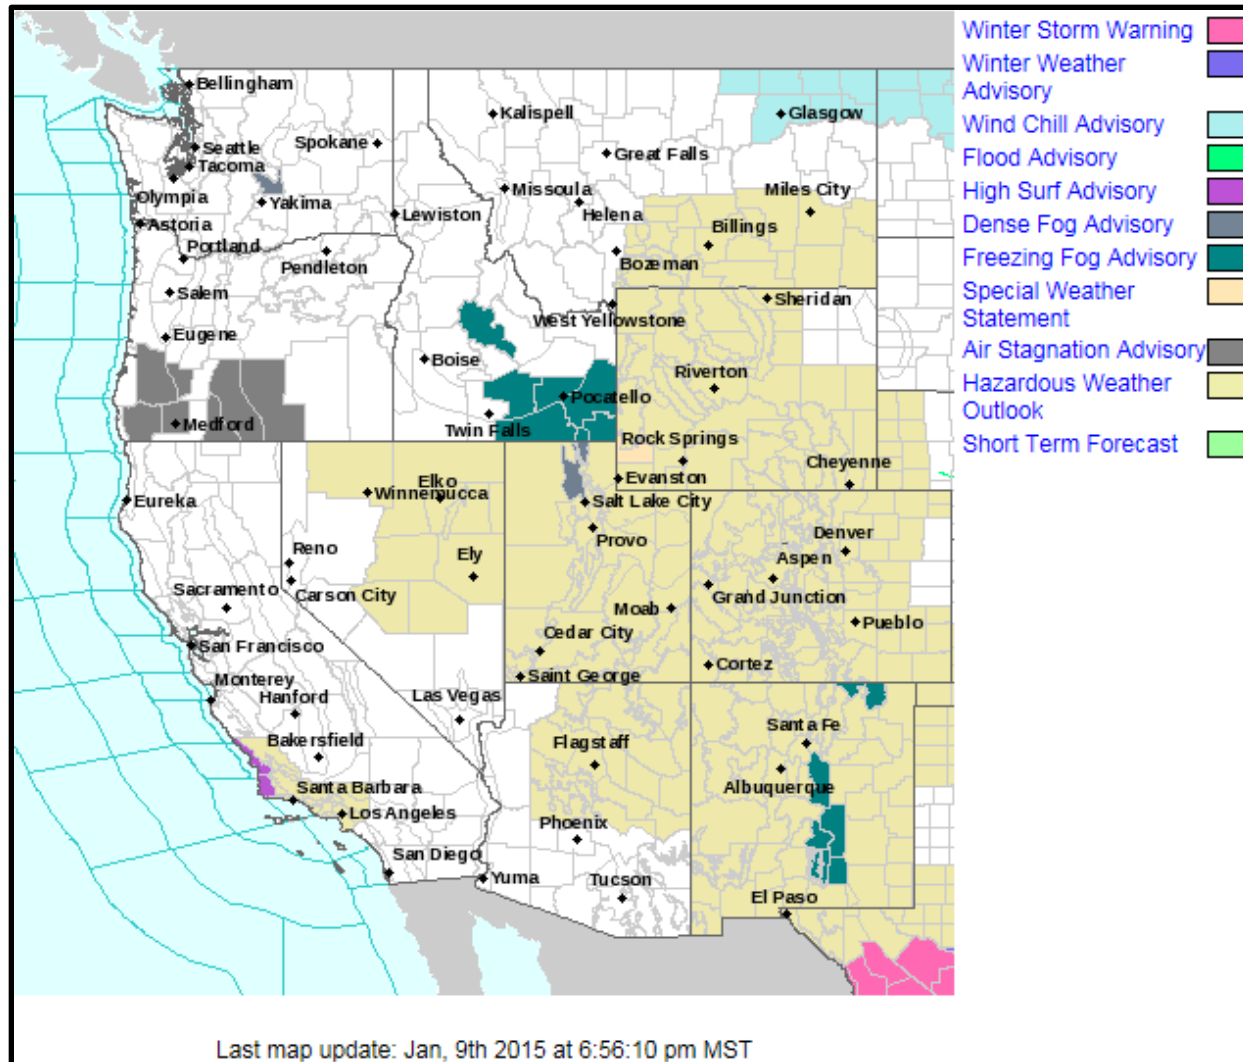 Bellingham
Kalispell
Glasgow
Spokane
Seattle
Great Falls
Tacoma
Missoula
Miles City
Olympia
Yakima
Lewiston
Helena
Astoria
Billings
Portland
Pendleton
Bozeman
Salem
Sheridan
West Yellowstone
Eugene
Boise
Riverton
Pocatello
Medford
Twin Falls
Rock Springs
Cheyenne
Elko
Evanston
Winnemucca
Eureka
Salt Lake City
Denver
Provo
Reno
Ely
Aspen
Sacramento
Carson City
Grand Junction
Moab
Pueblo
Cedar City
San Francisco
Cortez
Saint George
Monterey
Hanford
Las Vegas
Santa Fe
Bakersfield
Flagstaff
Santa Barbara
Albuquerque
Los Angeles
Phoenix
San Diego
Yuma
Tucson
El Paso
Winter Storm Warning
Winter Weather
Advisory
Wind Chill Advisory
Flood Advisory
High Surf Advisory
Dense Fog Advisory
Freezing Fog Advisory
Special Weather
Statement
Air Stagnation Advisory
Hazardous Weather
Outlook
Short Term Forecast
Last map update: Jan, 9th 2015 at 6:56:10 pm MST